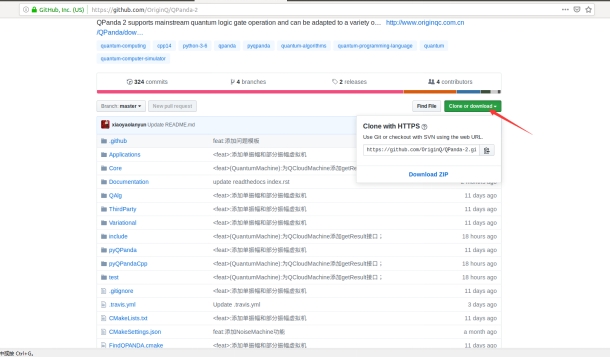 GitHub, Inc. (US)
https://github.com/OriginQ/QPanda-2
QPanda 2 supports mainstream quantum logic gate operation and can be adapted to a variety o... http://www.originqc.com.cn
/QPanda/dow...
quantum-computing cpp14 python-3-6 qpanda pyqpanda quantum-algorithms quantum-programming-language quantum
quantum-computer-simulator
324 commits 4 branches 2 releases 4 contributors
Branch: master New pull request Find File Clone or download
xiaoyaolanyun Update README.md
Clone with HTTPS
Use Git or checkout with SVN using the web URL.
https://github.com/OriginQ/QPanda-2.gi
Download ZIP
.github feat 添加问题模板
Applications <feat>:添加单振幅和部分振幅虚拟机
Core <feat>(QuantumMachine):为QCloudMachine添加getRe
Documentation update readthedocs index.rst
QAlg <feat>:添加单振幅和部分振幅虚拟机 11 days ago
ThirdParty <feat>:添加单振幅和部分振幅虚拟机 11 days ago
Variational <feat>:添加单振幅和部分振幅虚拟机 11 days ago
include <feat>(QuantumMachine):为QCloudMachine添加getResult接口； 18 hours ago
pyQPanda <feat>:添加单振幅和部分振幅虚拟机 11 days ago
pyQPandaCpp <feat>(QuantumMachine):为QCloudMachine添加getResult接口； 18 hours ago
test <feat>(QuantumMachine):为QCloudMachine添加getResult接口； 18 hours ago
.gitignore <feat>:添加单振幅和部分振幅虚拟机 11 days ago
.travis.yml Update .travis.yml 3 days ago
CMakeLists.txt <feat>:添加单振幅和部分振幅虚拟机 11 days ago
CMakeSettings.json feat 添加NoiseMachine功能 a month ago
FindQPANDA.cmake <feat>:添加单振幅和部分振幅虚拟机 11 days ago
Ctrl+G。